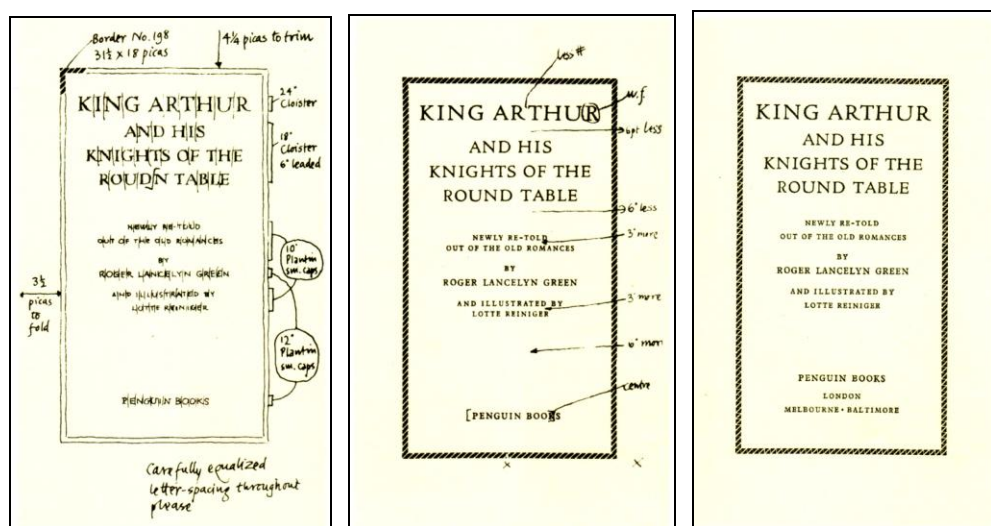 Border No. 198
31½ x 18 picas
4¼ picas to trim
KING ARTHUR
AND HIS
KNIGHTS OF THE
ROUDN TABLE
24"
Cloister
18"
Cloister
6" leaded
NEWLY RE-TOLD
OUT OF THE OLD ROMANCES
BY
ROGER LANCELYN GREEN
AND ILLUSTRATED BY
LOTTE REINIGER
10"
Plantin
sm. caps
3½
picas
to
fold
12"
Plantin
sm. caps
PENGUIN BOOKS
Carefully equalized
letter-spacing throughout
please
less #
w.f
KING ARTHUR
6pt less
AND HIS
KNIGHTS OF THE
ROUND TABLE
6" less
3" more
NEWLY RE-TOLD
OUT OF THE OLD ROMANCES
BY
ROGER LANCELYN GREEN
3" more
AND ILLUSTRATED BY
LOTTE REINIGER
6" mor
centre
[PENGUIN BOOKS
x x
KING ARTHUR
AND HIS
KNIGHTS OF THE
ROUND TABLE
NEWLY RE-TOLD
OUT OF THE OLD ROMANCES
BY
ROGER LANCELYN GREEN
AND ILLUSTRATED BY
LOTTE REINIGER
PENGUIN BOOKS
LONDON
MELBOURNE · BALTIMORE